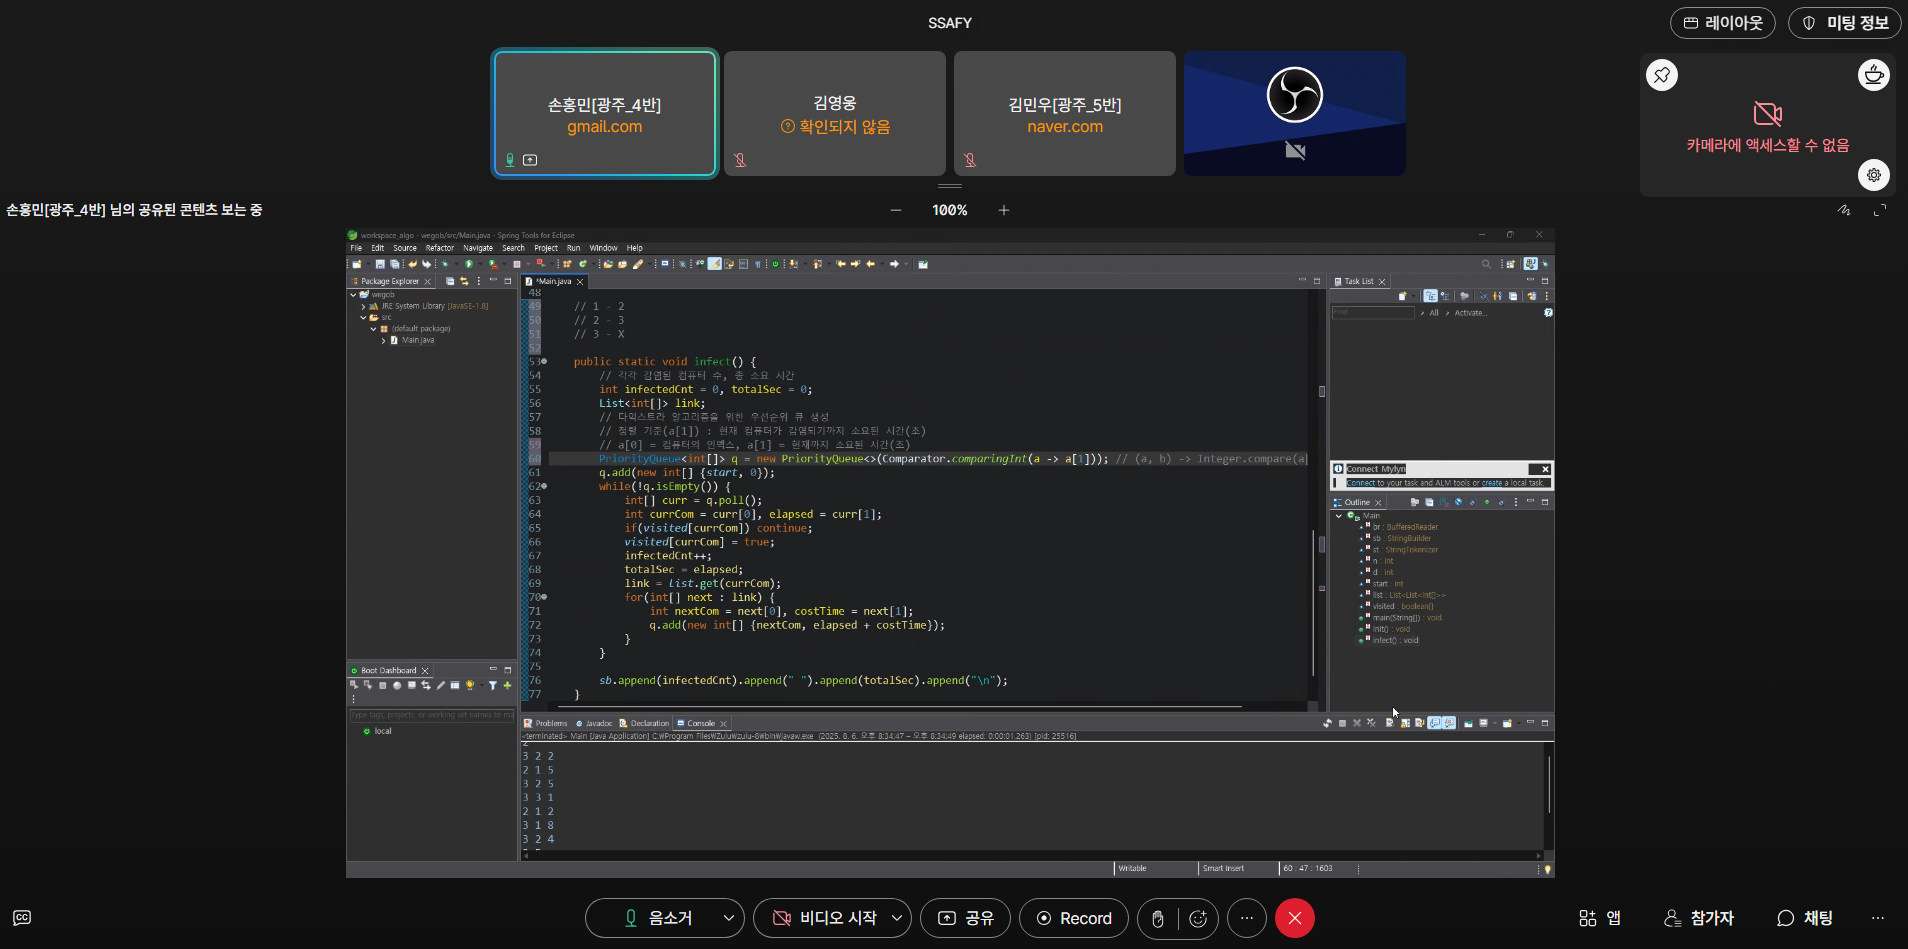 SSAFY
레이아웃
미팅 정보
손홍민[광주_4반]
gmail.com
김영웅
확인되지 않음
김민우[광주_5반]
naver.com
카메라에 액세스할 수 없음
손홍민[광주_4반] 님의 공유된 콘텐츠 보는 중
100%
workspace_algo - wegob/src/Main.java - Spring Tools for Eclipse
File Edit Source Refactor Navigate Search Project Run Window Help
Package Explorer
wegob
JRE System Library [JavaSE-1.8]
src
(default package)
Main.java
*Main.java
48
49 // 1 - 2
50 // 2 - 3
51 // 3 - X
52
53 public static void infect() {
54 // 각각 감염된 컴퓨터 수, 총 소요 시간
55 int infectedCnt = 0, totalSec = 0;
56 List<int[]> link;
57 // 다익스트라 알고리즘을 위한 우선순위 큐 생성
58 // 정렬 기준(a[1]) : 현재 컴퓨터가 감염되기까지 소요된 시간(초)
59 // a[0] = 컴퓨터의 인덱스, a[1] = 현재까지 소요된 시간(초)
60 PriorityQueue<int[]> q = new PriorityQueue<>(Comparator.comparingInt(a -> a[1])); // (a, b) -> Integer.compare(a[
61 q.add(new int[] {start, 0});
62 while(!q.isEmpty()) {
63 int[] curr = q.poll();
64 int currCom = curr[0], elapsed = curr[1];
65 if(visited[currCom]) continue;
66 visited[currCom] = true;
67 infectedCnt++;
68 totalSec = elapsed;
69 link = list.get(currCom);
70 for(int[] next : link) {
71 int nextCom = next[0], costTime = next[1];
72 q.add(new int[] {nextCom, elapsed + costTime});
73 }
74 }
75
76 sb.append(infectedCnt).append(" ").append(totalSec).append("\n");
77 }
Task List
Find
All
Activate...
Connect Mylyn
Connect to your task and ALM tools or create a local task.
Outline
Main
br : BufferedReader
sb : StringBuilder
st : StringTokenizer
n : int
d : int
start : int
list : List<List<int[]>>
visited : boolean[]
main(String[]) : void
init() : void
infect() : void
Boot Dashboard
Type tags, projects, or working set names to ma
local
Problems
Javadoc
Declaration
Console
<terminated> Main [Java Application] C:₩Program Files₩Zulu₩zulu-8₩bin₩javaw.exe (2025. 8. 6. 오후 8:34:47 – 오후 8:34:49 elapsed: 0:00:01.263) [pid: 25516]
2
3 2 2
2 1 5
3 2 5
3 3 1
2 1 2
3 1 8
3 2 4
Writable
Smart Insert
60 : 47 : 1603
CC
음소거
비디오 시작
공유
Record
앱
참가자
채팅